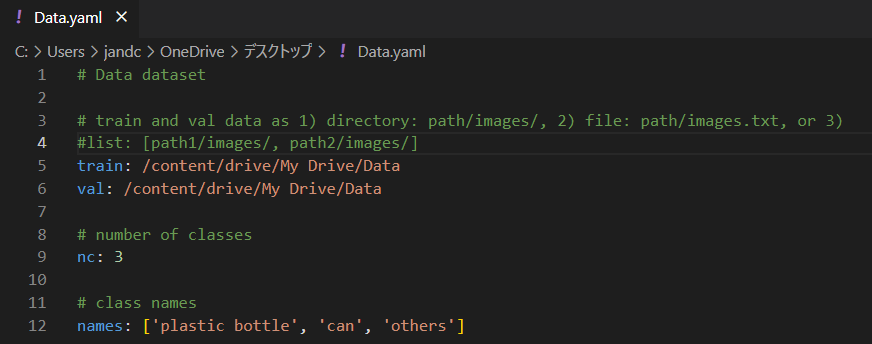 ! Data.yaml ×
C: > Users > jandc > OneDrive > デスクトップ > ! Data.yaml
1 # Data dataset
2
3 # train and val data as 1) directory: path/images/, 2) file: path/images.txt, or 3)
4 #list: [path1/images/, path2/images/]
5 train: /content/drive/My Drive/Data
6 val: /content/drive/My Drive/Data
7
8 # number of classes
9 nc: 3
10
11 # class names
12 names: ['plastic bottle', 'can', 'others']